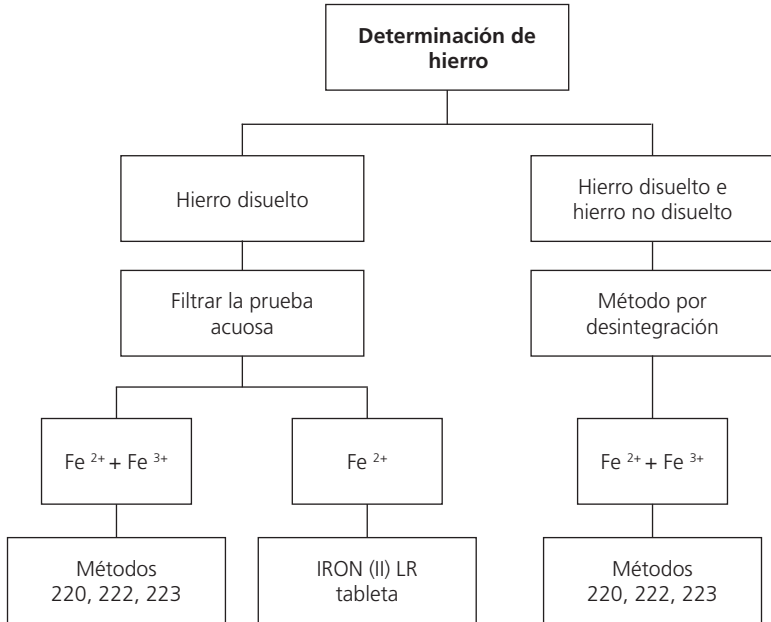 Determinación de
hierro
Hierro disuelto
Hierro disuelto e
hierro no disuelto
Filtrar la prueba
acuosa
Método por
desintegración
Fe ²⁺ + Fe ³⁺
Fe ²⁺
Fe ²⁺ + Fe ³⁺
Métodos
220, 222, 223
IRON (II) LR
tableta
Métodos
220, 222, 223